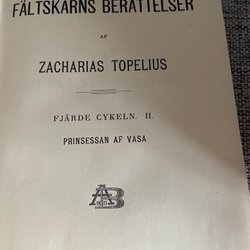 FÄLTSKÄRNS BERÄTTELSER
AF
ZACHARIAS TOPELIUS
FJÄRDE CYKELN. II.
PRINSESSAN AF VASA